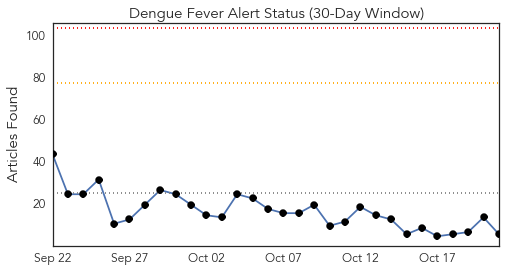 Dengue Fever Alert Status (30-Day Window)
Articles Found
100
80
60
40
20
Sep 22
Sep 27
Oct 02
Oct 07
Oct 12
Oct 17